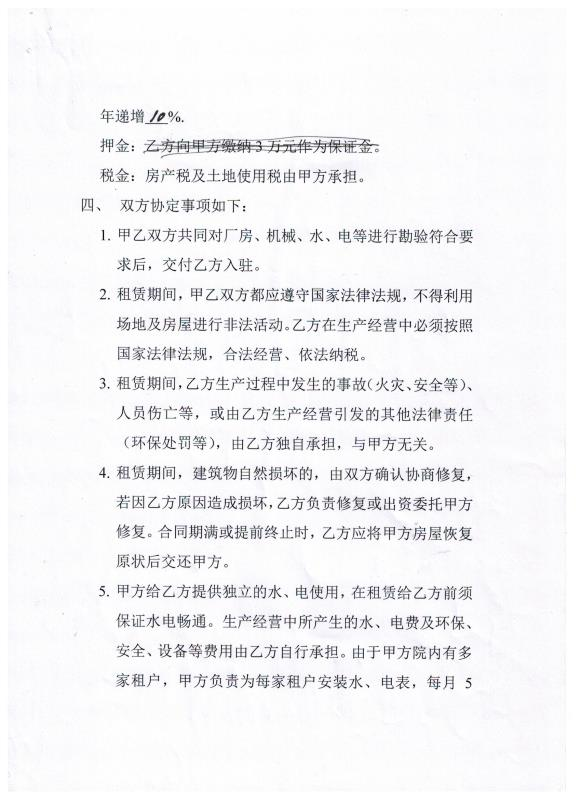 年递增10%.
押金：乙方向甲方缴纳3万元作为保证金。
税金：房产税及土地使用税由甲方承担。
四、 双方协定事项如下：
1. 甲乙双方共同对厂房、机械、水、电等进行勘验符合要
求后，交付乙方入驻。
2. 租赁期间，甲乙双方都应遵守国家法律法规，不得利用
场地及房屋进行非法活动。乙方在生产经营中必须按照
国家法律法规，合法经营、依法纳税。
3. 租赁期间，乙方生产过程中发生的事故（火灾、安全等）、
人员伤亡等，或由乙方生产经营引发的其他法律责任
（环保处罚等），由乙方独自承担，与甲方无关。
4. 租赁期间，建筑物自然损坏的，由双方确认协商修复，
若因乙方原因造成损坏，乙方负责修复或出资委托甲方
修复。合同期满或提前终止时，乙方应将甲方房屋恢复
原状后交还甲方。
5. 甲方给乙方提供独立的水、电使用，在租赁给乙方前须
保证水电畅通。生产经营中所产生的水、电费及环保、
安全、设备等费用由乙方自行承担。由于甲方院内有多
家租户，甲方负责为每家租户安装水、电表，每月 5